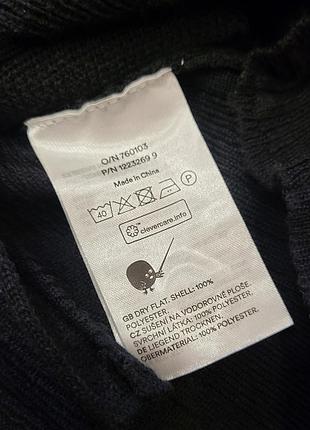 O/N 760103
P/N 1223269 9
Made in China
40
P
clevercare.info
GB DRY FLAT. SHELL: 100%
POLYESTER.
CZ SUŠENÍ NA VODOROVNÉ PLOŠE.
SVRCHNÍ LÁTKA: 100% POLYESTER.
DE LIEGEND TROCKNEN.
OBERMATERIAL: 100% POLYESTER.